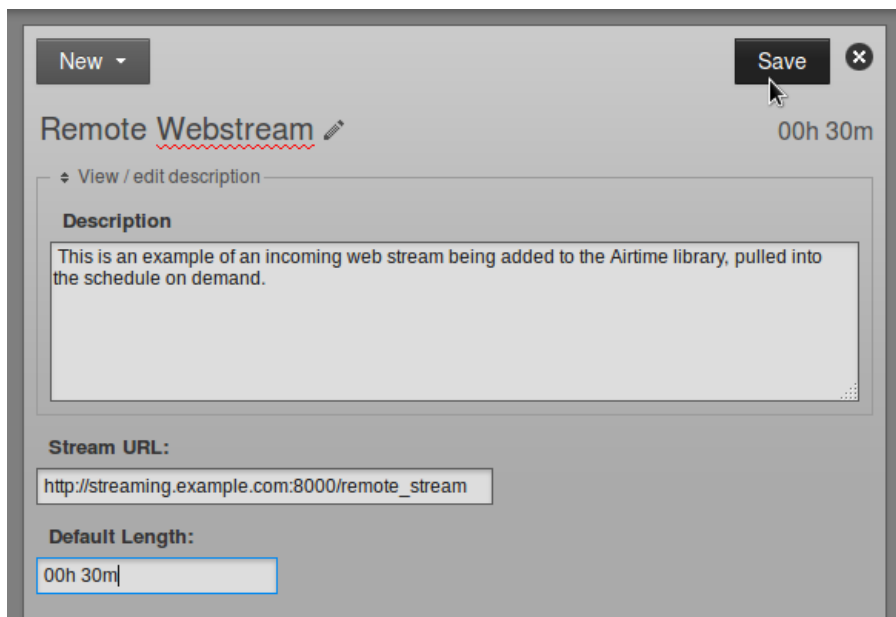 New
Save
Remote Webstream
00h 30m
View / edit description
Description
This is an example of an incoming web stream being added to the Airtime library, pulled into
the schedule on demand.
Stream URL:
http://streaming.example.com:8000/remote_stream
Default Length:
00h 30m